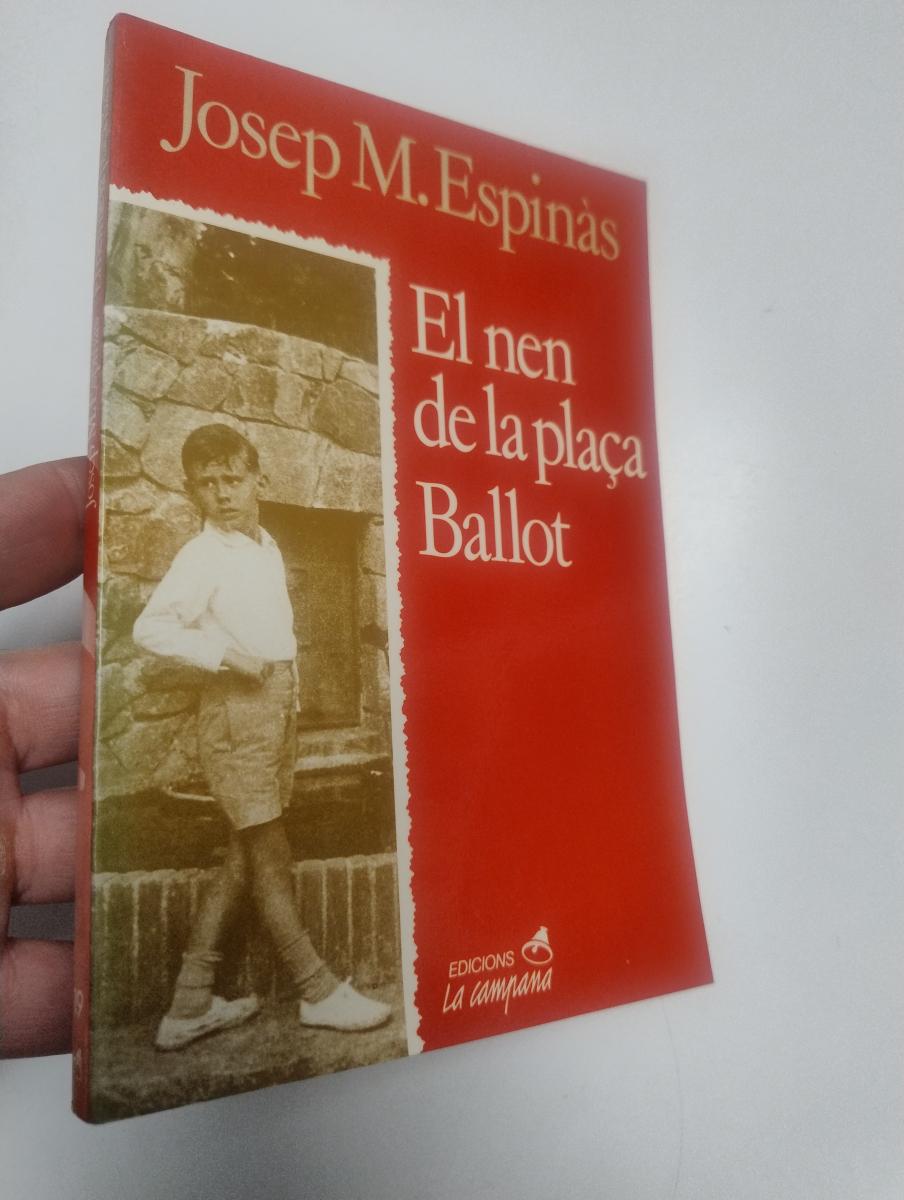 Josep M. Espinàs
El nen
de la plaça
Ballot
EDICIONS
La campana